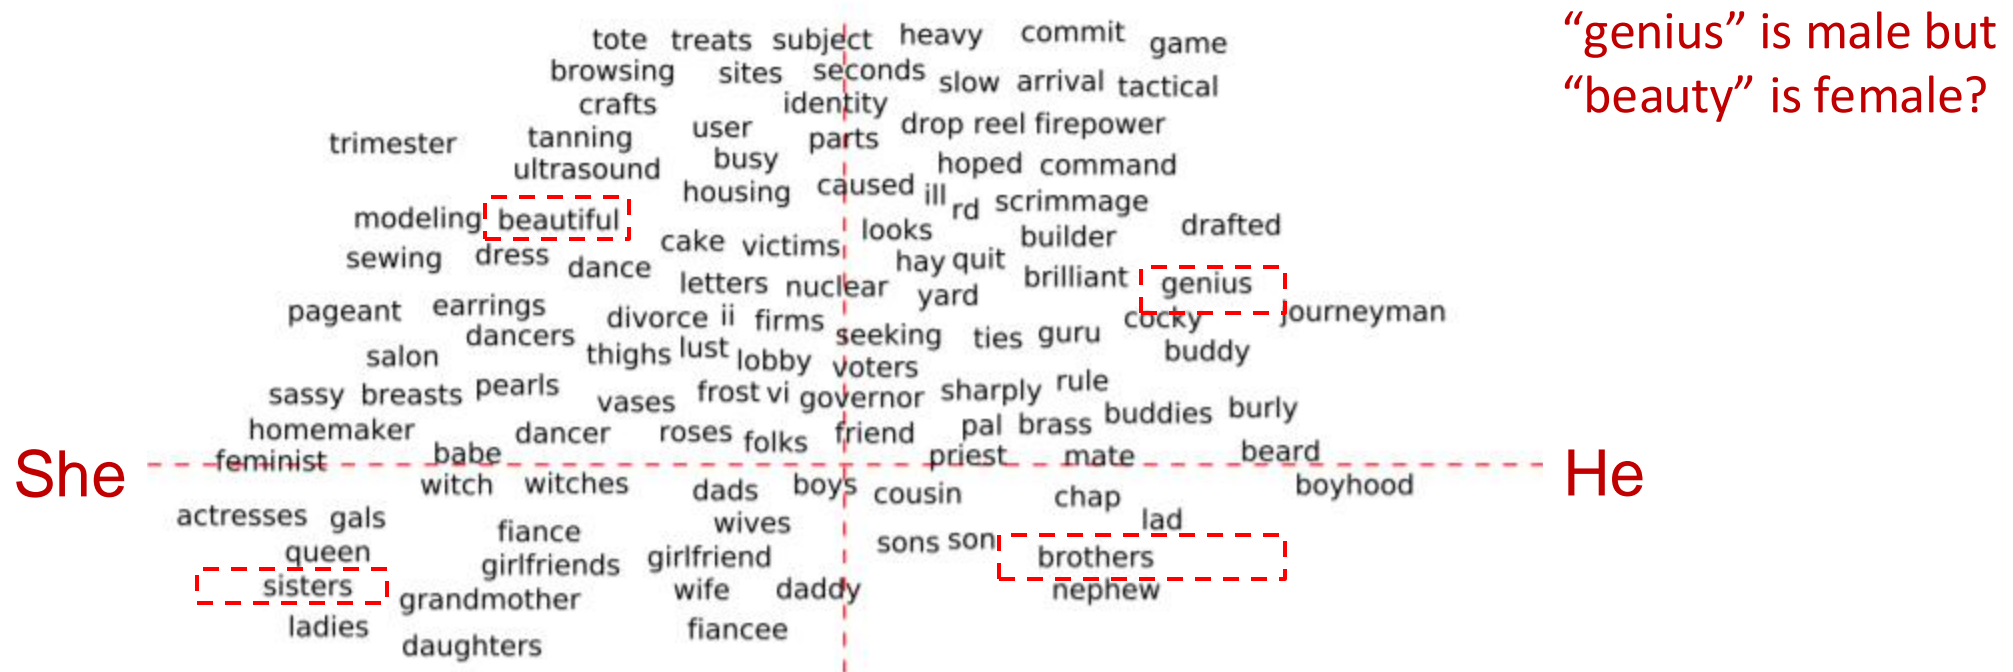 tote treats subject heavy commit game
browsing sites seconds slow arrival tactical
crafts identity
trimester tanning user parts drop reel firepower
ultrasound busy hoped command
housing caused ill rd scrimmage
modeling beautiful looks builder drafted
sewing dress dance cake victims hay quit
letters nuclear yard brilliant genius
pageant earrings divorce ii firms cocky journeyman
dancers seeking ties guru
salon thighs lust lobby voters buddy
sassy breasts pearls vases frost vi governor sharply rule
homemaker dancer roses folks friend pal brass buddies burly
feminist babe priest mate beard
witch witches dads boys cousin chap boyhood
actresses gals fiance wives lad
queen girlfriends girlfriend sons son brothers
sisters grandmother wife daddy nephew
ladies daughters fiancee
She
He
“genius” is male but
“beauty” is female?